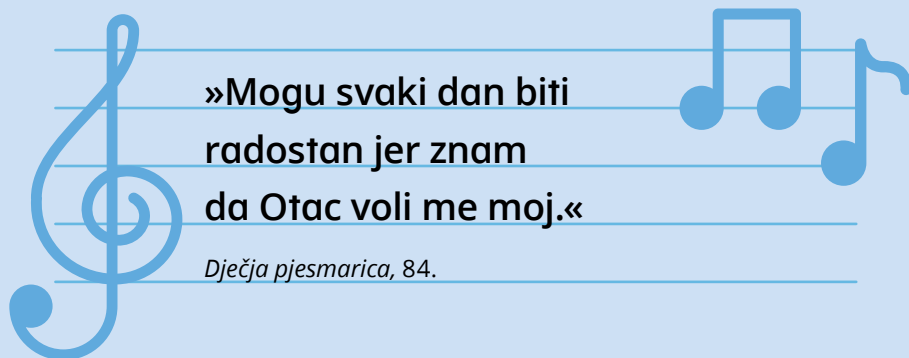 »Mogu svaki dan biti
radostan jer znam
da Otac voli me moj.«
Dječja pjesmarica, 84.